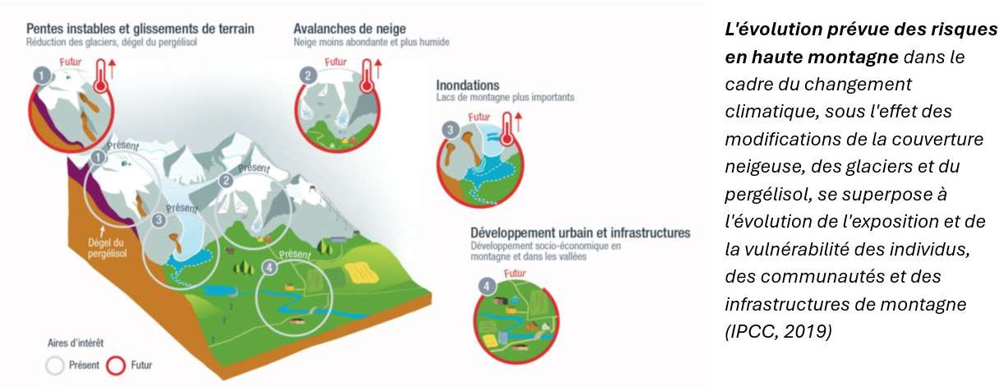 Pentes instables et glissements de terrain
Réduction des glaciers, dégel du pergélisol
Futur
1
Avalanches de neige
Neige moins abondante et plus humide
Futur
2
Inondations
Lacs de montagne plus importants
Futur
3
Présent
1
Présent
2
Présent
3
Dégel du
pergélisol
Présent
4
Développement urbain et infrastructures
Développement socio-économique en
montagne et dans les vallées
Futur
4
Aires d'intérêt
Présent
Futur
L'évolution prévue des risques
en haute montagne dans le
cadre du changement
climatique, sous l'effet des
modifications de la couverture
neigeuse, des glaciers et du
pergélisol, se superpose à
l'évolution de l'exposition et de
la vulnérabilité des individus,
des communautés et des
infrastructures de montagne
(IPCC, 2019)